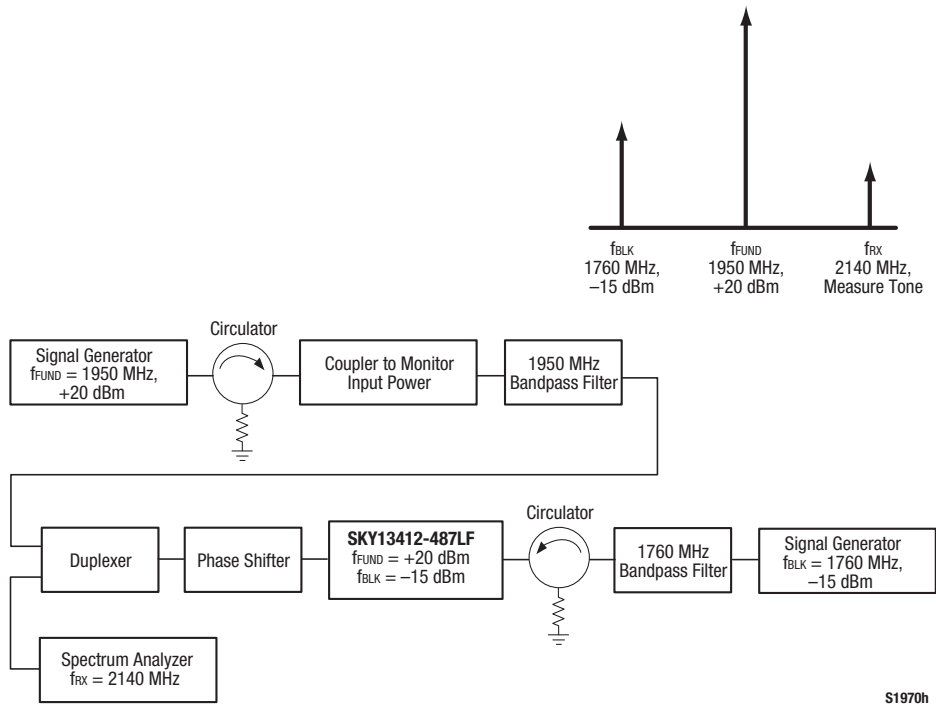 fBLK
1760 MHz,
–15 dBm
fFUND
1950 MHz,
+20 dBm
fRX
2140 MHz,
Measure Tone
Circulator
Signal Generator
fFUND = 1950 MHz,
+20 dBm
Coupler to Monitor
Input Power
1950 MHz
Bandpass Filter
Circulator
Duplexer
Phase Shifter
SKY13412-487LF
fFUND = +20 dBm
fBLK = –15 dBm
1760 MHz
Bandpass Filter
Signal Generator
fBLK = 1760 MHz,
–15 dBm
Spectrum Analyzer
fRX = 2140 MHz
S1970h